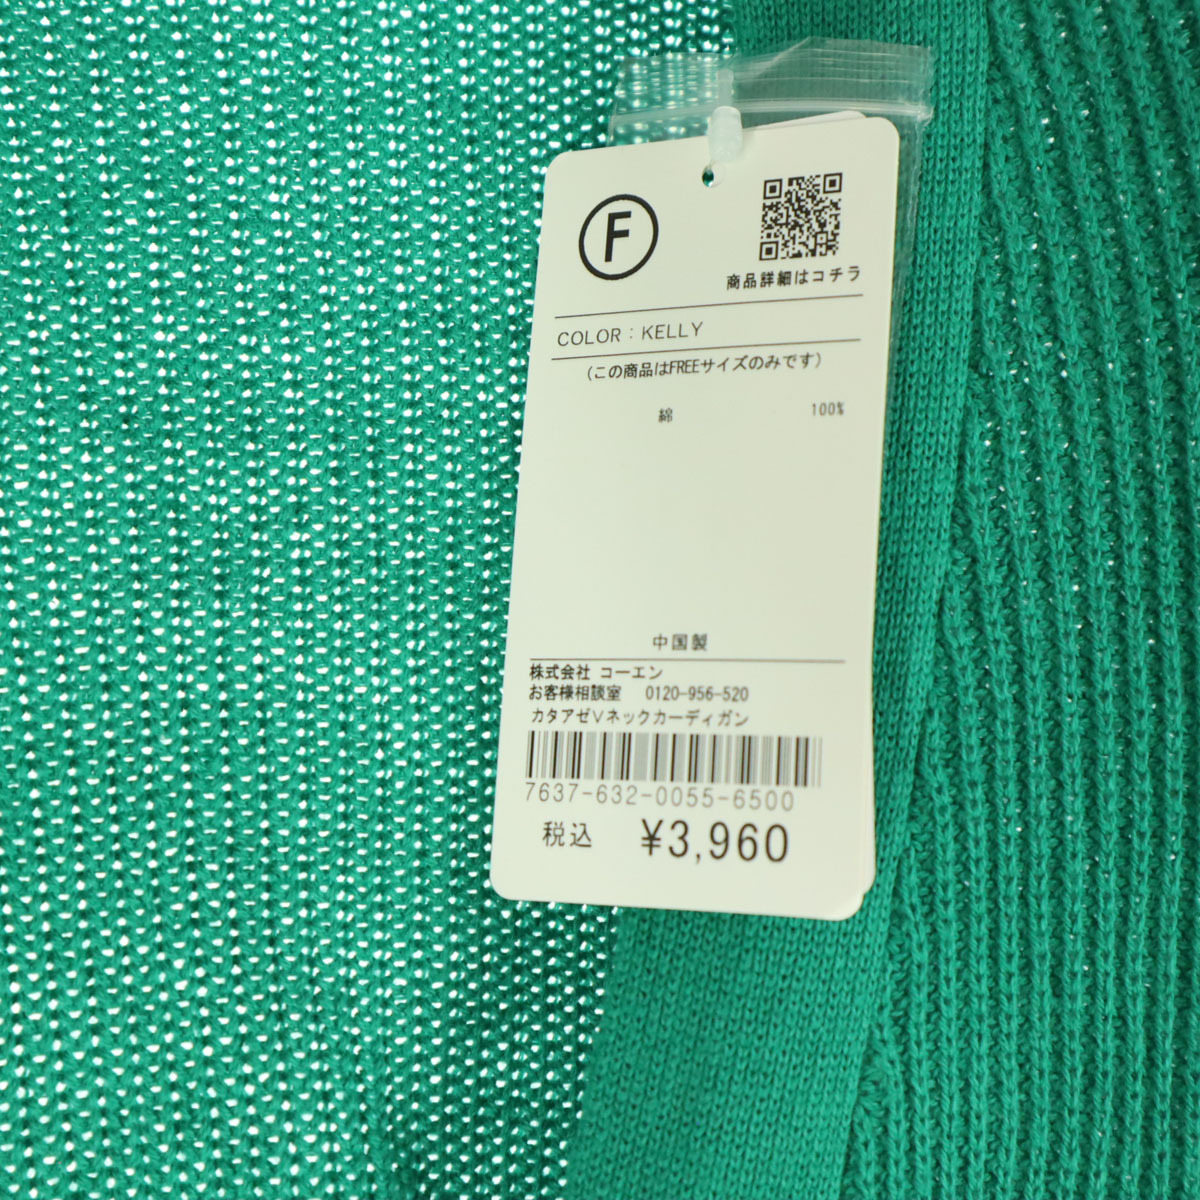 F
商品詳細はコチラ
COLOR：KELLY
(この商品はFREEサイズのみです)
綿 100%
中国製
株式会社 コーエン
お客様相談室 0120-956-520
カタアゼVネックカーディガン
7637-632-0055-6500
税込 ¥3,960